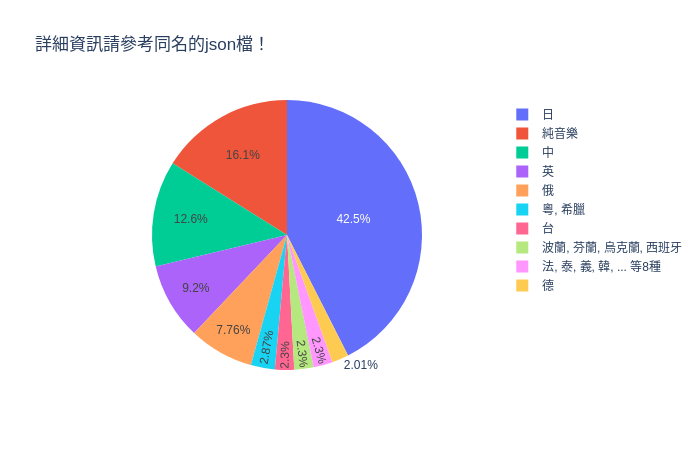 詳細資訊請參考同名的json檔！
42.5%
16.1%
12.6%
9.2%
7.76%
2.87%
2.3%
2.3%
2.3%
2.01%
日
純音樂
中
英
俄
粵, 希臘
台
波蘭, 芬蘭, 烏克蘭, 西班牙
法, 泰, 義, 韓, ... 等8種
德